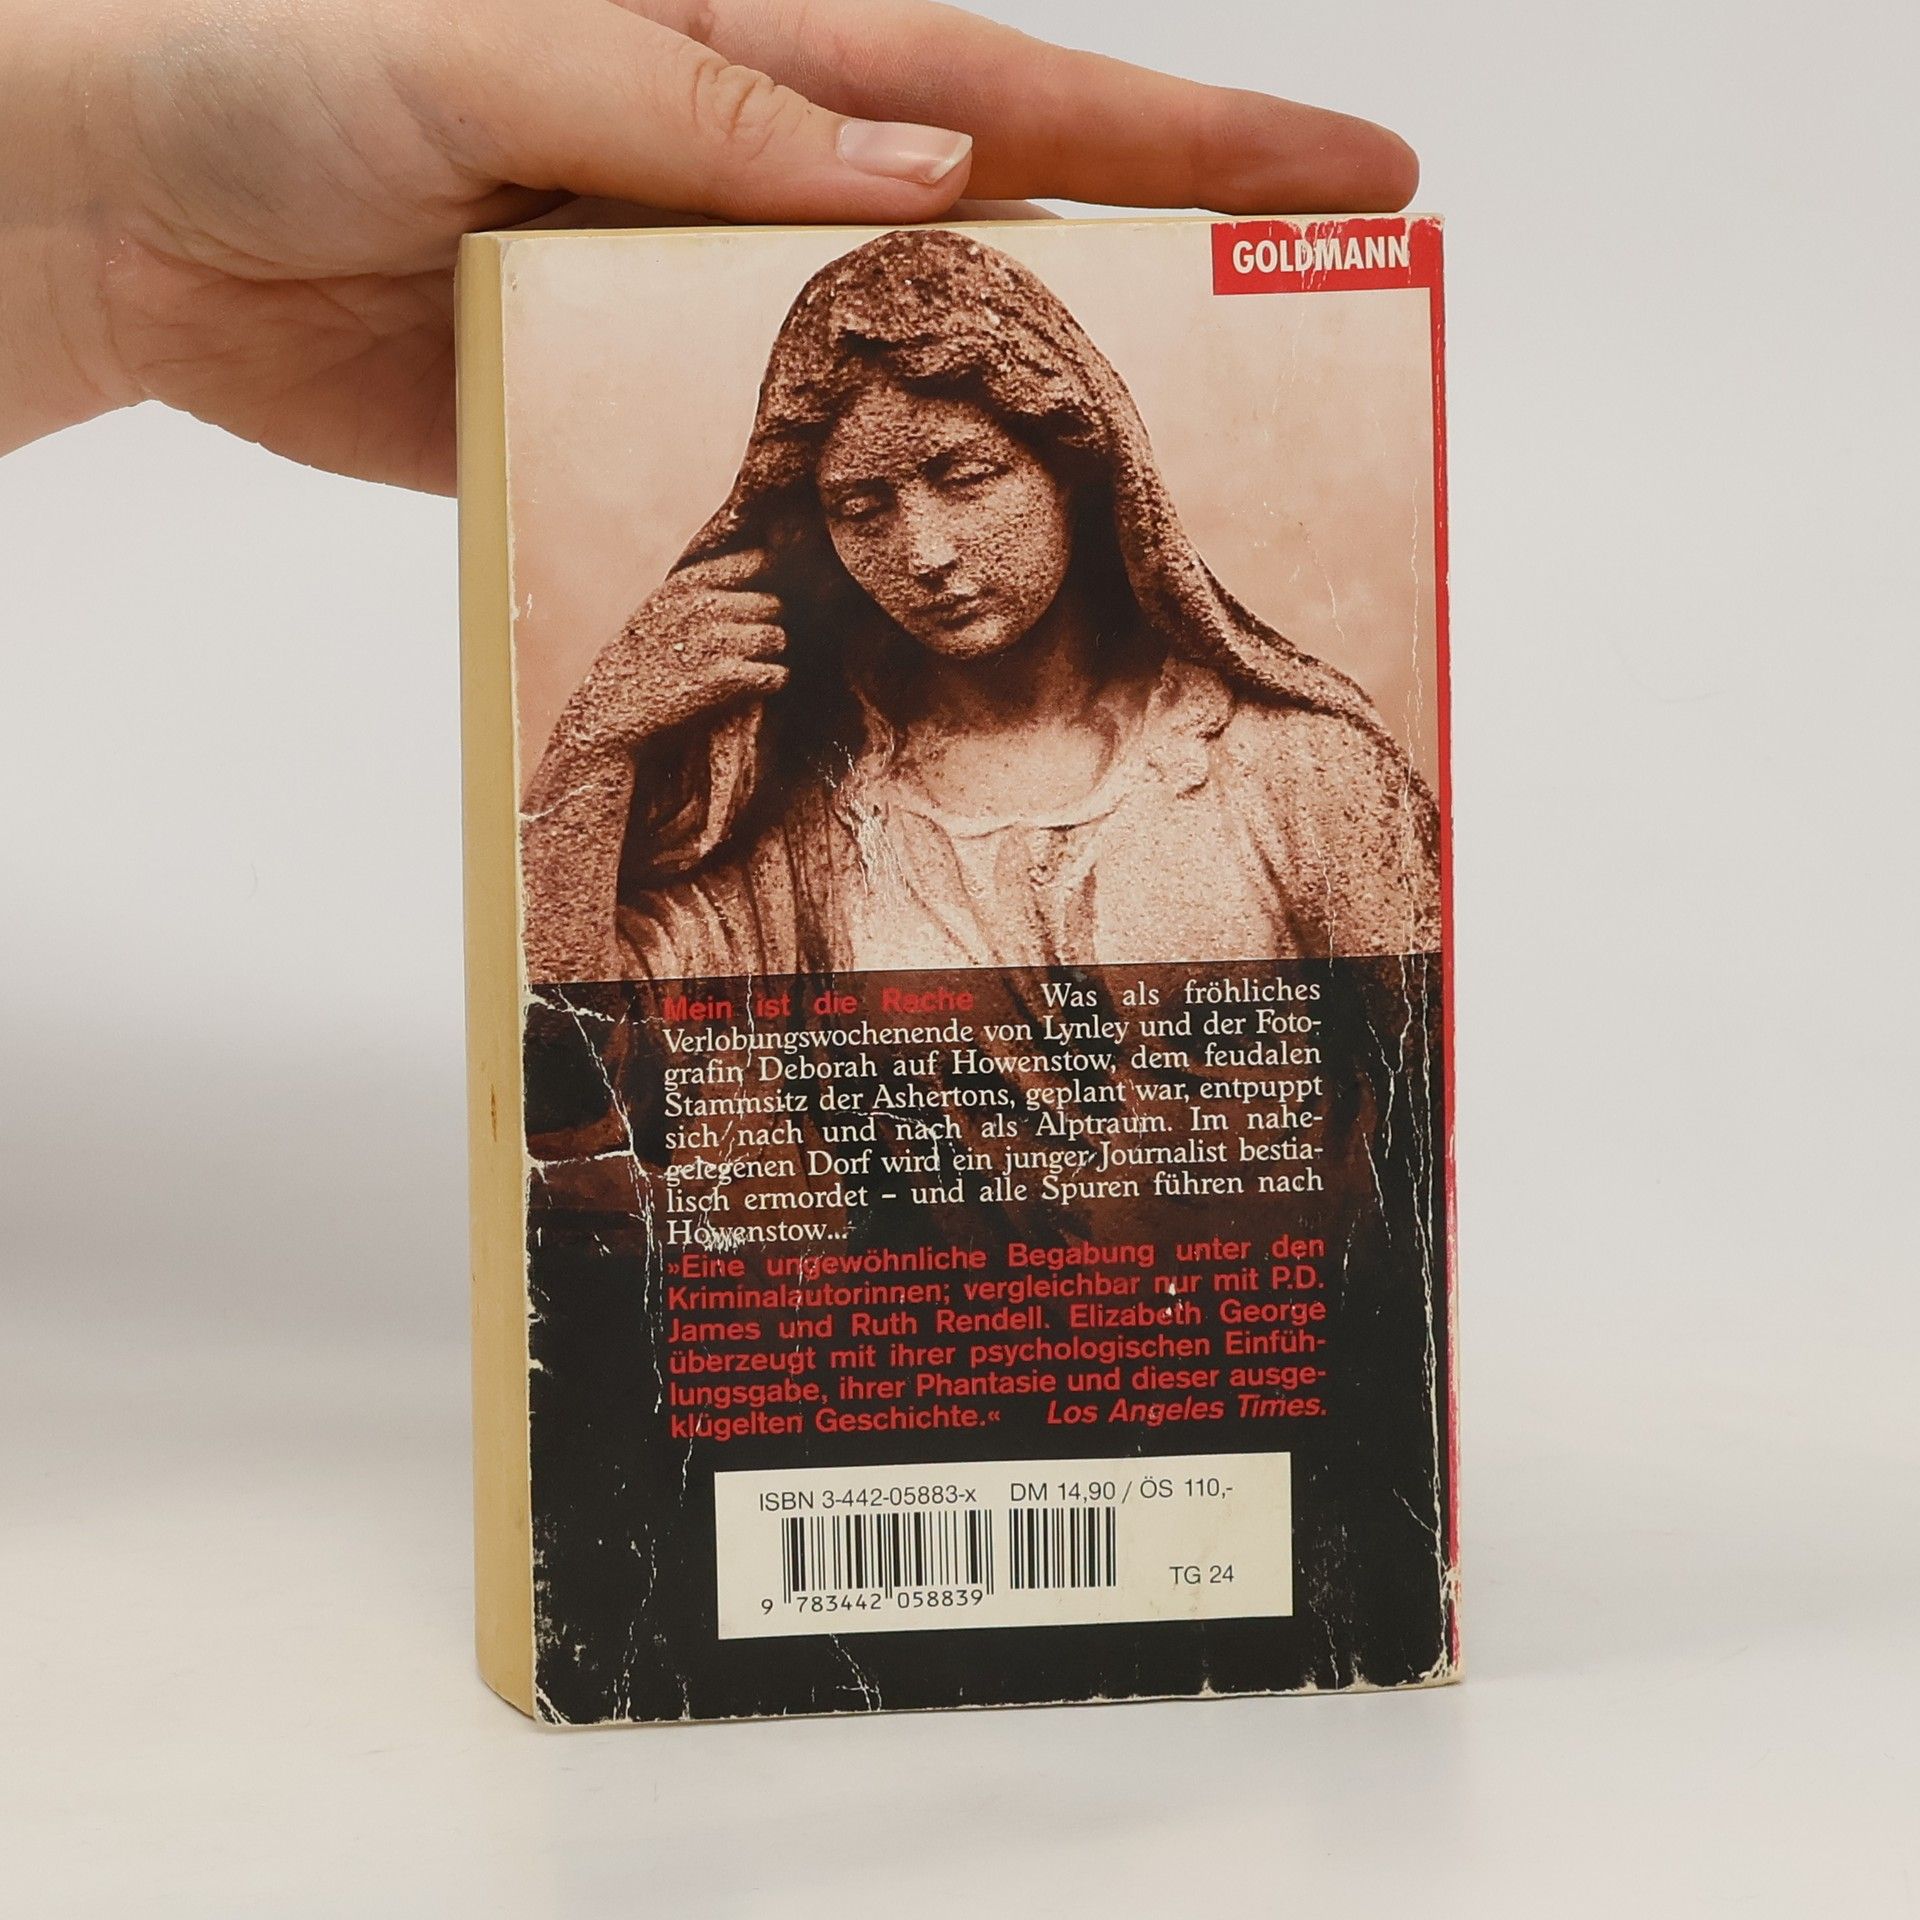 GOLDMANN
Mein ist die Rache Was als fröhliches
Verlobungswochenende von Lynley und der Foto-
grafin Deborah auf Howenstow, dem feudalen
Stammsitz der Ashertons, geplant war, entpuppt
sich nach und nach als Alptraum. Im nahe-
gelegenen Dorf wird ein junger Journalist bestia-
lisch ermordet – und alle Spuren führen nach
Howenstow...
»Eine ungewöhnliche Begabung unter den
Kriminalautorinnen; vergleichbar nur mit P.D.
James und Ruth Rendell. Elizabeth George
überzeugt mit ihrer psychologischen Einfüh-
lungsgabe, ihrer Phantasie und dieser ausge-
klügelten Geschichte.« Los Angeles Times.
ISBN 3-442-05883-x DM 14,90 / ÖS 110,-
TG 24
9 783442 058839